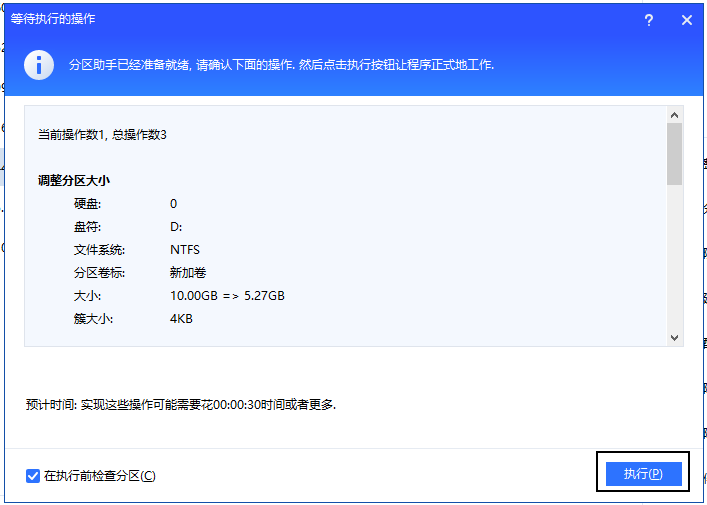 等待执行的操作
?
分区助手已经准备就绪, 请确认下面的操作. 然后点击执行按钮让程序正式地工作.
当前操作数1, 总操作数3
调整分区大小
硬盘: 0
盘符: D:
文件系统: NTFS
分区卷标: 新加卷
大小: 10.00GB => 5.27GB
簇大小: 4KB
预计时间: 实现这些操作可能需要花00:00:30时间或者更多.
在执行前检查分区(C)
执行(P)